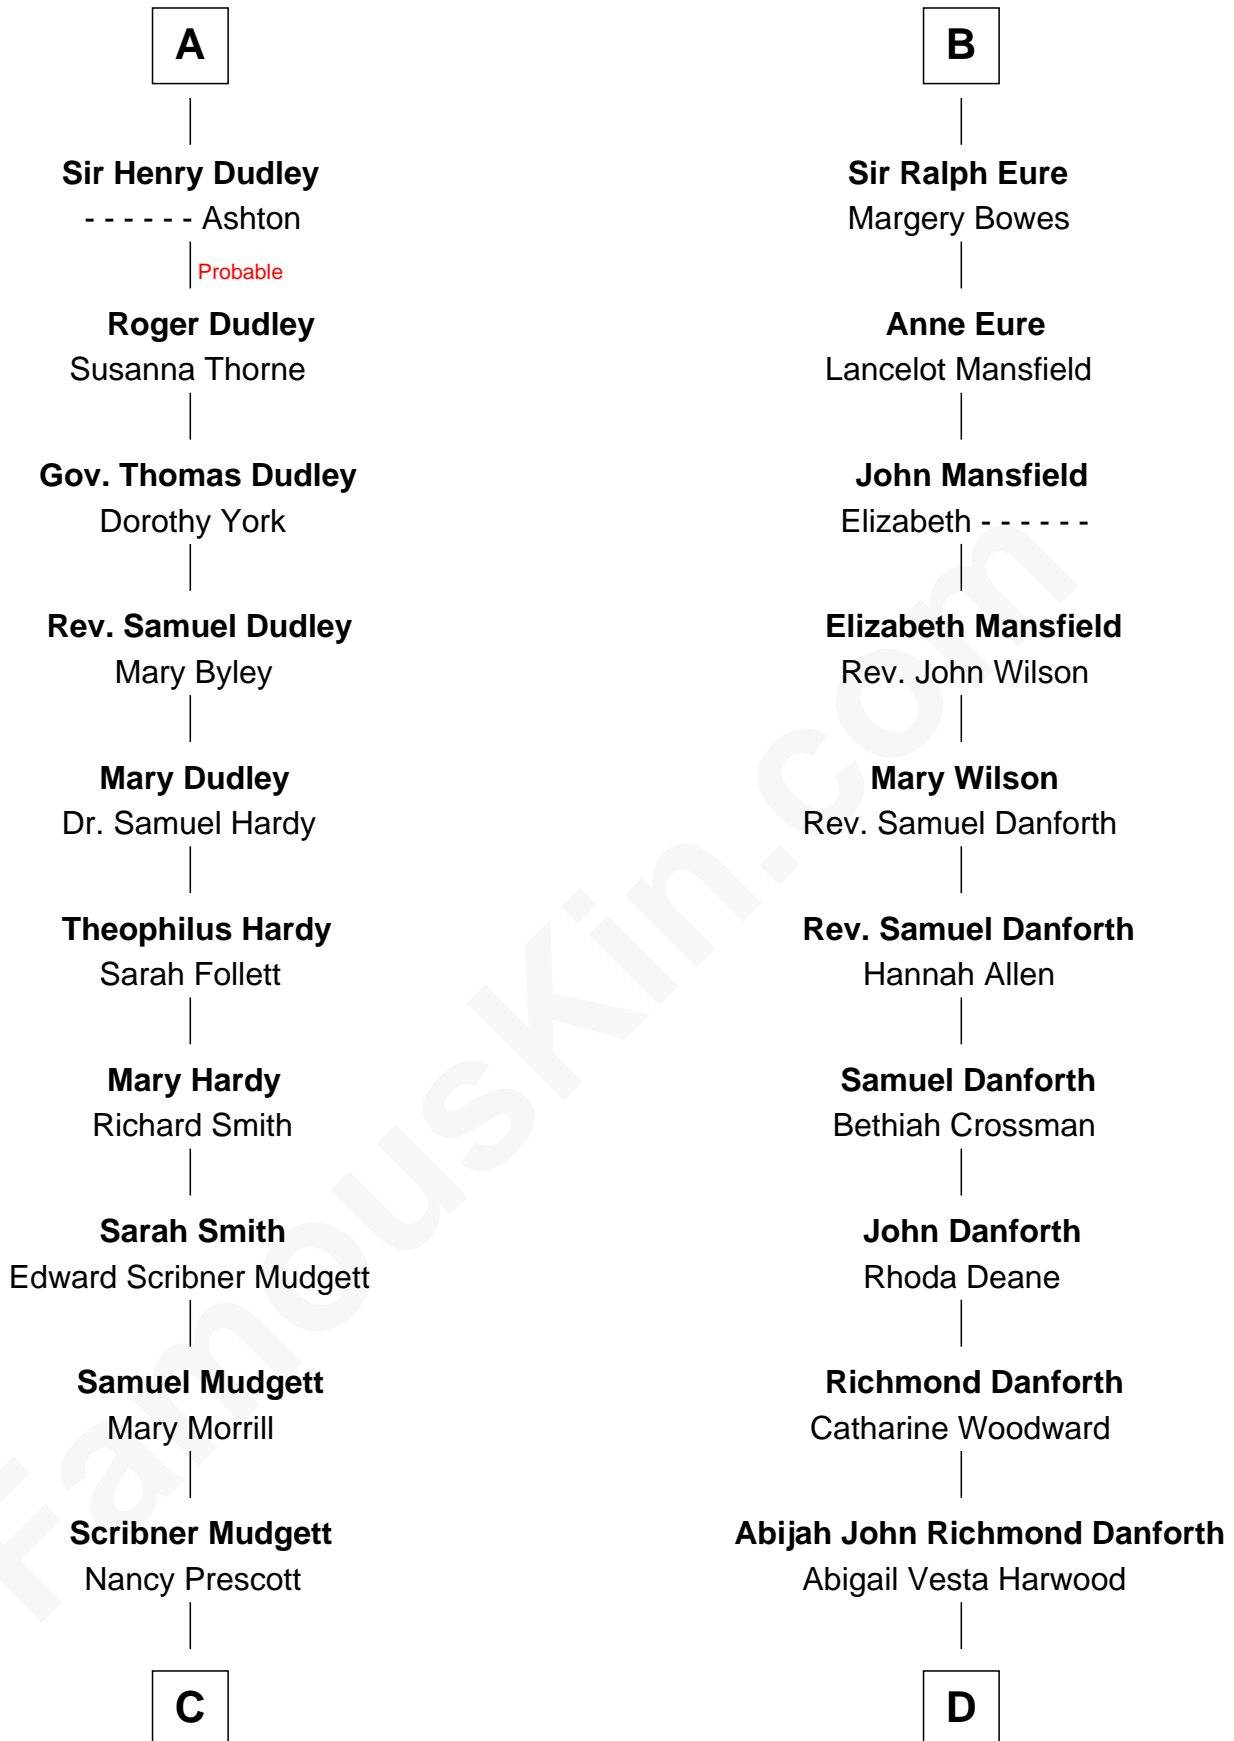 A
Sir Henry Dudley
- - - - - - Ashton
Probable
Roger Dudley
Susanna Thorne
Gov. Thomas Dudley
Dorothy York
Rev. Samuel Dudley
Mary Byley
Mary Dudley
Dr. Samuel Hardy
Theophilus Hardy
Sarah Follett
Mary Hardy
Richard Smith
Sarah Smith
Edward Scribner Mudgett
Samuel Mudgett
Mary Morrill
Scribner Mudgett
Nancy Prescott
C
B
Sir Ralph Eure
Margery Bowes
Anne Eure
Lancelot Mansfield
John Mansfield
Elizabeth - - - - - -
Elizabeth Mansfield
Rev. John Wilson
Mary Wilson
Rev. Samuel Danforth
Rev. Samuel Danforth
Hannah Allen
Samuel Danforth
Bethiah Crossman
John Danforth
Rhoda Deane
Richmond Danforth
Catharine Woodward
Abijah John Richmond Danforth
Abigail Vesta Harwood
D
FamousKin.com